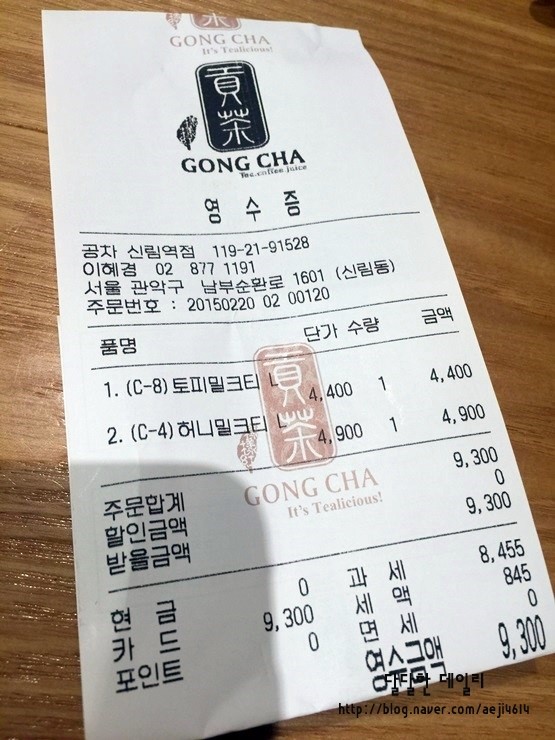 茶
GONG CHA
It's Tealicious!
貢
茶
GONG CHA
Tea.coffee.juice
영 수 증
공차 신림역점 119-21-91528
이혜경 02 877 1191
서울 관악구 남부순환로 1601 (신림동)
주문번호 : 20150220 02 00120
품명 단가 수량 금액
1. (C-8) 토피밀크티 L 4,400 1 4,400
2. (C-4) 허니밀크티 L 4,900 1 4,900
貢
茶
GONG CHA
It's Tealicious!
주문합계 9,300
할인금액 0
받을금액 9,300
현 금 0 과 세 8,455
카 드 9,300 세 액 845
포인트 0 면 세 0
영수금액 9,300
달달한 데일리
http://blog.naver.com/aeji4614